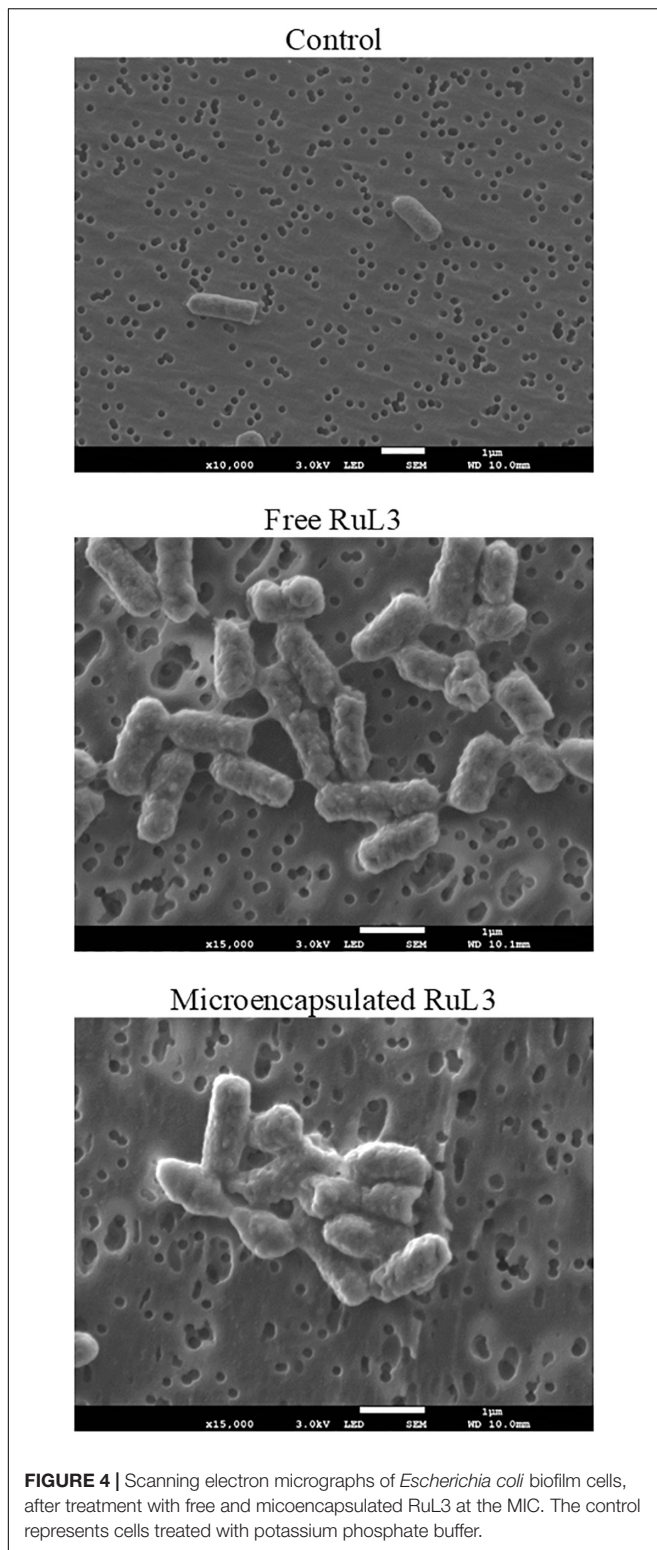 Control
1µm
x10,000 3.0kV LED SEM WD 10.0mm
Free RuL3
1µm
x15,000 3.0kV LED SEM WD 10.1mm
Microencapsulated RuL3
1µm
x15,000 3.0kV LED SEM WD 10.0mm
FIGURE 4 | Scanning electron micrographs of Escherichia coli biofilm cells,
after treatment with free and micoencapsulated RuL3 at the MIC. The control
represents cells treated with potassium phosphate buffer.